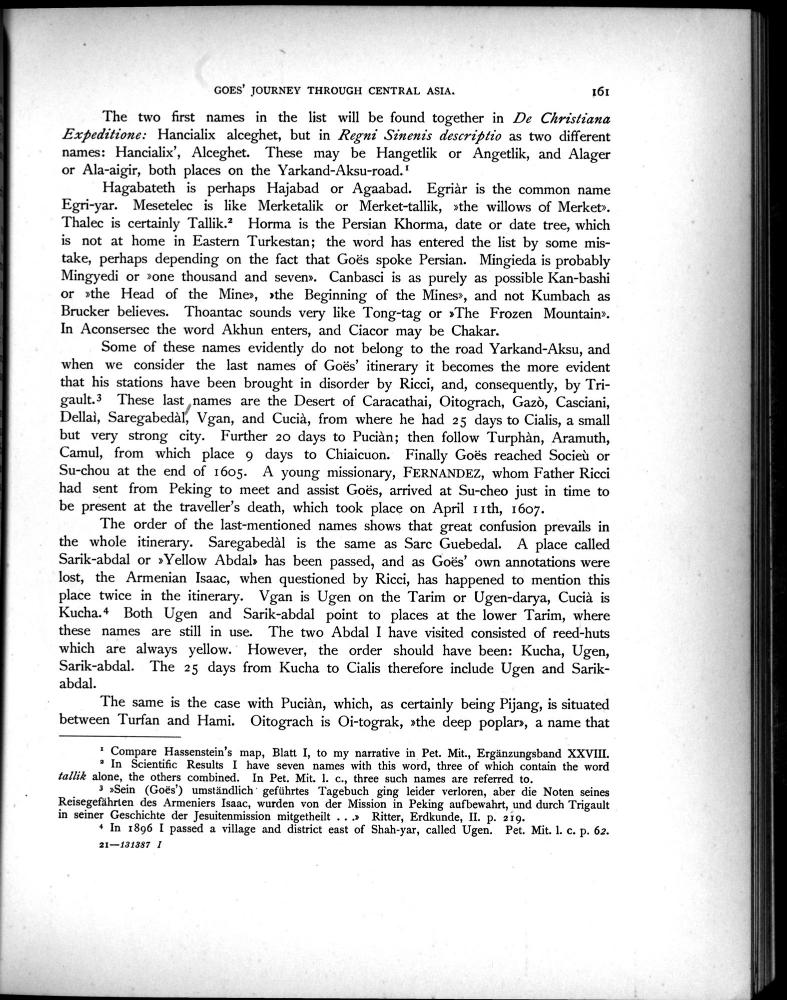 GOES' JOURNEY THROUGH CENTRAL ASIA. 161
The two first names in the list will be found together in De Christiana
Expeditione: Hancialix alceghet, but in Regni Sinenis descriptio as two different
names: Hancialix', Alceghet. These may be Hangetlik or Angetlik, and Alager
or Ala-aigir, both places on the Yarkand-Aksu-road.¹
Hagabateth is perhaps Hajabad or Agaabad. Egriàr is the common name
Egri-yar. Mesetelec is like Merketalik or Merket-tallik, »the willows of Merket».
Thalec is certainly Tallik.² Horma is the Persian Khorma, date or date tree, which
is not at home in Eastern Turkestan; the word has entered the list by some mis-
take, perhaps depending on the fact that Goës spoke Persian. Mingieda is probably
Mingyedi or »one thousand and seven». Canbasci is as purely as possible Kan-bashi
or »the Head of the Mine», »the Beginning of the Mines», and not Kumbach as
Brucker believes. Thoantac sounds very like Tong-tag or »The Frozen Mountain».
In Aconsersec the word Akhun enters, and Ciacor may be Chakar.
Some of these names evidently do not belong to the road Yarkand-Aksu, and
when we consider the last names of Goës' itinerary it becomes the more evident
that his stations have been brought in disorder by Ricci, and, consequently, by Tri-
gault.³ These last names are the Desert of Caracathai, Oitograch, Gazò, Casciani,
Dellai, Saregabedàl, Vgan, and Cucià, from where he had 25 days to Cialis, a small
but very strong city. Further 20 days to Puciàn; then follow Turphàn, Aramuth,
Camul, from which place 9 days to Chiaicuon. Finally Goës reached Socieù or
Su-chou at the end of 1605. A young missionary, FERNANDEZ, whom Father Ricci
had sent from Peking to meet and assist Goës, arrived at Su-cheo just in time to
be present at the traveller's death, which took place on April 11th, 1607.
The order of the last-mentioned names shows that great confusion prevails in
the whole itinerary. Saregabedàl is the same as Sarc Guebedal. A place called
Sarik-abdal or »Yellow Abdal» has been passed, and as Goës' own annotations were
lost, the Armenian Isaac, when questioned by Ricci, has happened to mention this
place twice in the itinerary. Vgan is Ugen on the Tarim or Ugen-darya, Cucià is
Kucha.⁴ Both Ugen and Sarik-abdal point to places at the lower Tarim, where
these names are still in use. The two Abdal I have visited consisted of reed-huts
which are always yellow. However, the order should have been: Kucha, Ugen,
Sarik-abdal. The 25 days from Kucha to Cialis therefore include Ugen and Sarik-
abdal.
The same is the case with Puciàn, which, as certainly being Pijang, is situated
between Turfan and Hami. Oitograch is Oi-tograk, »the deep poplar», a name that
¹ Compare Hassenstein's map, Blatt I, to my narrative in Pet. Mit., Ergänzungsband XXVIII.
² In Scientific Results I have seven names with this word, three of which contain the word
tallik alone, the others combined. In Pet. Mit. l. c., three such names are referred to.
³ »Sein (Goës') umständlich geführtes Tagebuch ging leider verloren, aber die Noten seines
Reisegefährten des Armeniers Isaac, wurden von der Mission in Peking aufbewahrt, und durch Trigault
in seiner Geschichte der Jesuitenmission mitgetheilt . . .» Ritter, Erdkunde, II. p. 219.
⁴ In 1896 I passed a village and district east of Shah-yar, called Ugen. Pet. Mit. l. c. p. 62.
21—131387 I